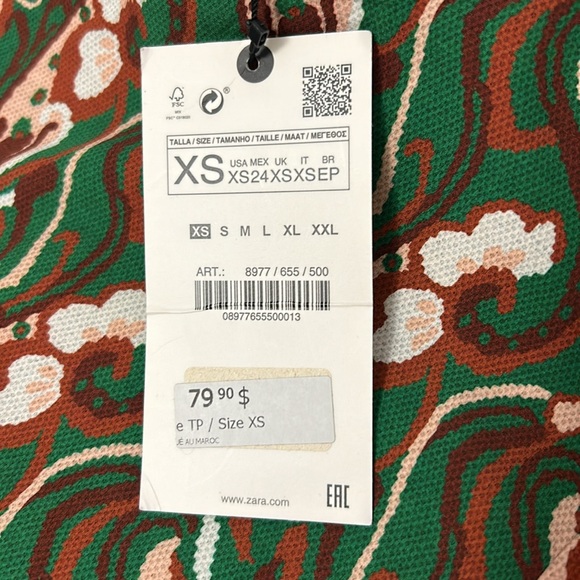 FSC
®
TALLA / SIZE / TAMANHO / TAILLE / MAAT / ΜΕΓΕΘΟΣ
XS
USA MEX UK IT BR
XS 24 XS XS EP
XS S M L XL XXL
ART.: 8977 / 655 / 500
08977655500013
79 90 $
e TP / Size XS
UÉ AU MAROC
www.zara.com
EAC